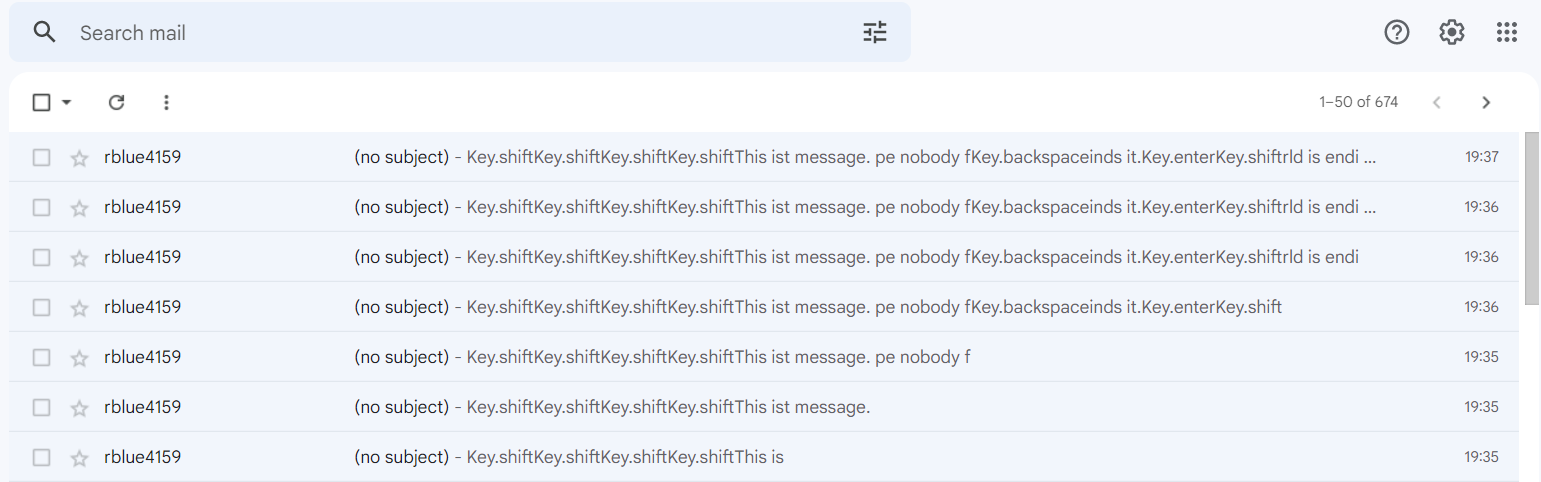 Search mail
1–50 of 674
rblue4159 (no subject) - Key.shiftKey.shiftKey.shiftKey.shiftThis ist message. pe nobody fKey.backspaceinds it.Key.enterKey.shiftrld is endi ... 19:37
rblue4159 (no subject) - Key.shiftKey.shiftKey.shiftKey.shiftThis ist message. pe nobody fKey.backspaceinds it.Key.enterKey.shiftrld is endi ... 19:36
rblue4159 (no subject) - Key.shiftKey.shiftKey.shiftKey.shiftThis ist message. pe nobody fKey.backspaceinds it.Key.enterKey.shiftrld is endi 19:36
rblue4159 (no subject) - Key.shiftKey.shiftKey.shiftKey.shiftThis ist message. pe nobody fKey.backspaceinds it.Key.enterKey.shift 19:36
rblue4159 (no subject) - Key.shiftKey.shiftKey.shiftKey.shiftThis ist message. pe nobody f 19:35
rblue4159 (no subject) - Key.shiftKey.shiftKey.shiftKey.shiftThis ist message. 19:35
rblue4159 (no subject) - Key.shiftKey.shiftKey.shiftKey.shiftThis is 19:35